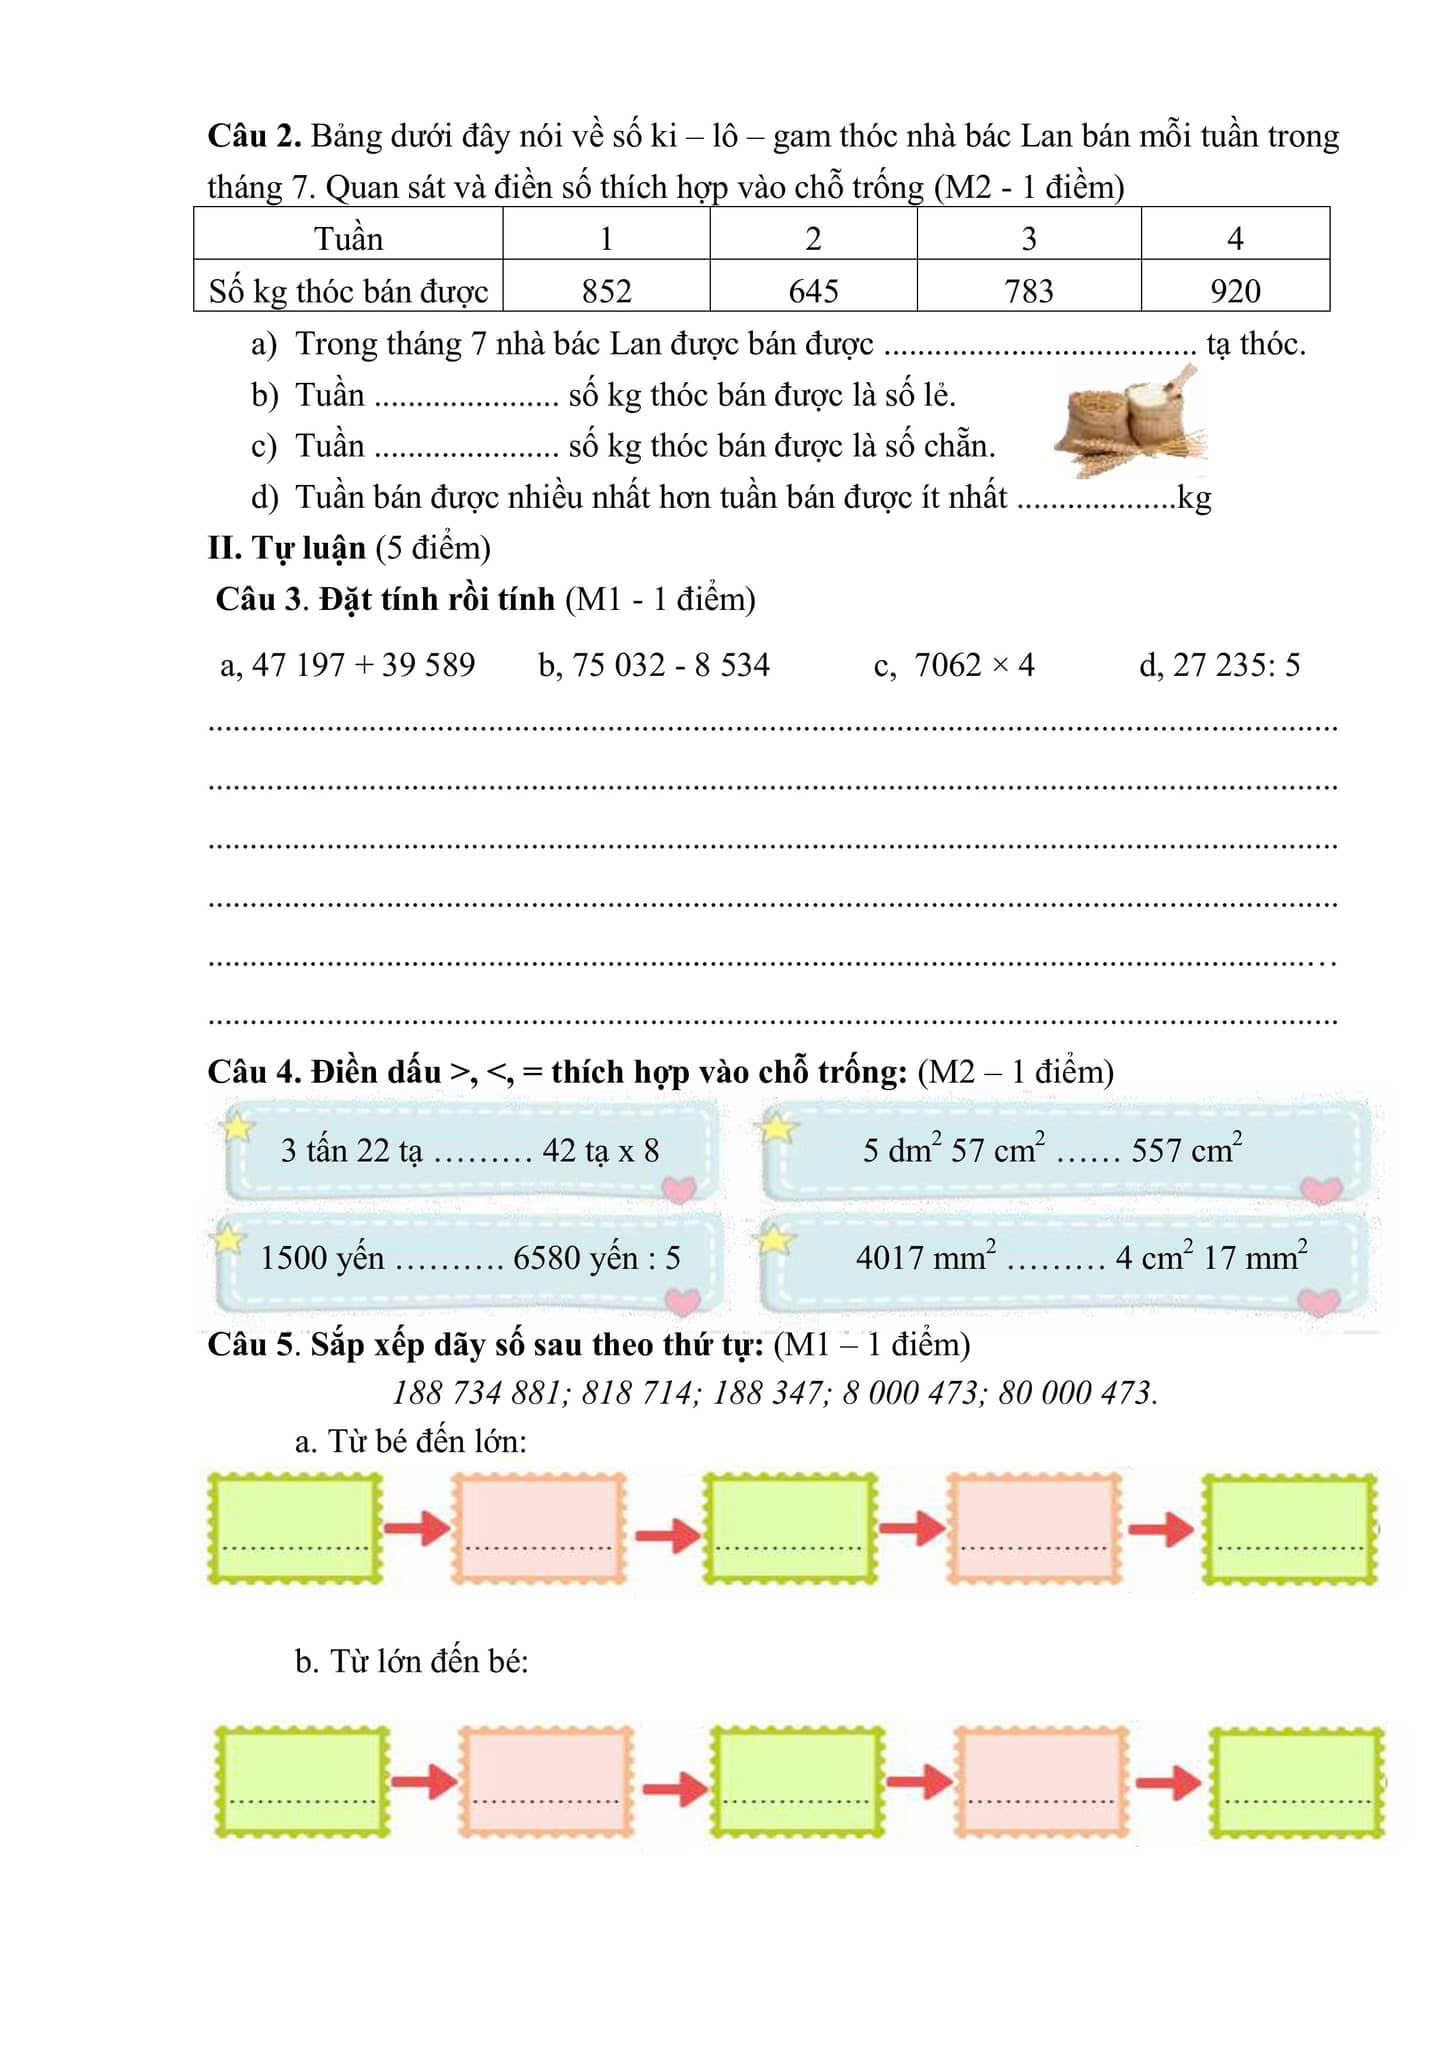 Câu 2. Bảng dưới đây nói về số ki – lô – gam thóc nhà bác Lan bán mỗi tuần trong
tháng 7. Quan sát và điền số thích hợp vào chỗ trống (M2 - 1 điềm)
Tuần 1 2 3 4
Số kg thóc bán được 852 645 783 920
a) Trong tháng 7 nhà bác Lan được bán được ..................................... tạ thóc.
b) Tuần ...................... số kg thóc bán được là số lẻ.
c) Tuần ...................... số kg thóc bán được là số chẵn.
d) Tuần bán được nhiều nhất hơn tuần bán được ít nhất ...................kg
II. Tự luận (5 điểm)
Câu 3. Đặt tính rồi tính (M1 - 1 điểm)
a, 47 197 + 39 589 b, 75 032 - 8 534 c, 7062 × 4 d, 27 235: 5
Câu 4. Điền dấu >, <, = thích hợp vào chỗ trống: (M2 – 1 điểm)
3 tấn 22 tạ ……… 42 tạ x 8 5 dm² 57 cm² …… 557 cm²
1500 yến ………. 6580 yến : 5 4017 mm² ……… 4 cm² 17 mm²
Câu 5. Sắp xếp dãy số sau theo thứ tự: (M1 – 1 điểm)
188 734 881; 818 714; 188 347; 8 000 473; 80 000 473.
a. Từ bé đến lớn:
b. Từ lớn đến bé: